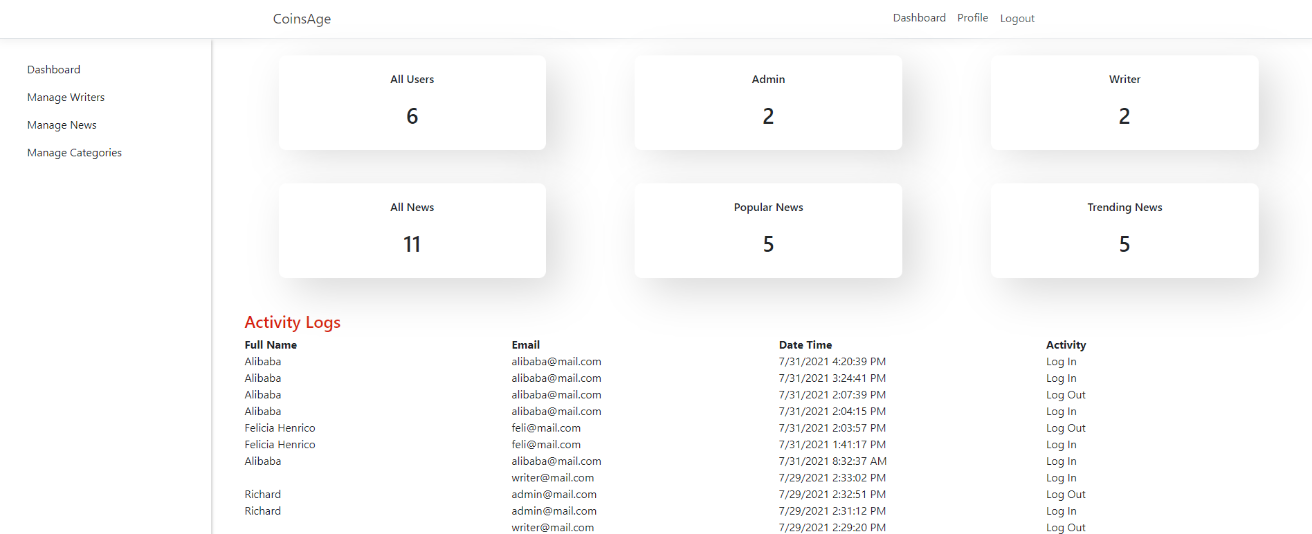 CoinsAge Dashboard Profile Logout
Dashboard
Manage Writers
Manage News
Manage Categories
All Users Admin Writer
6 2 2
All News Popular News Trending News
11 5 5
Activity Logs
Full Name Email Date Time Activity
Alibaba alibaba@mail.com 7/31/2021 4:20:39 PM Log In
Alibaba alibaba@mail.com 7/31/2021 3:24:41 PM Log In
Alibaba alibaba@mail.com 7/31/2021 2:07:39 PM Log Out
Alibaba alibaba@mail.com 7/31/2021 2:04:15 PM Log In
Felicia Henrico feli@mail.com 7/31/2021 2:03:57 PM Log Out
Felicia Henrico feli@mail.com 7/31/2021 1:41:17 PM Log In
Alibaba alibaba@mail.com 7/31/2021 8:32:37 AM Log In
writer@mail.com 7/29/2021 2:33:02 PM Log In
Richard admin@mail.com 7/29/2021 2:32:51 PM Log Out
Richard admin@mail.com 7/29/2021 2:31:12 PM Log In
writer@mail.com 7/29/2021 2:29:20 PM Log Out